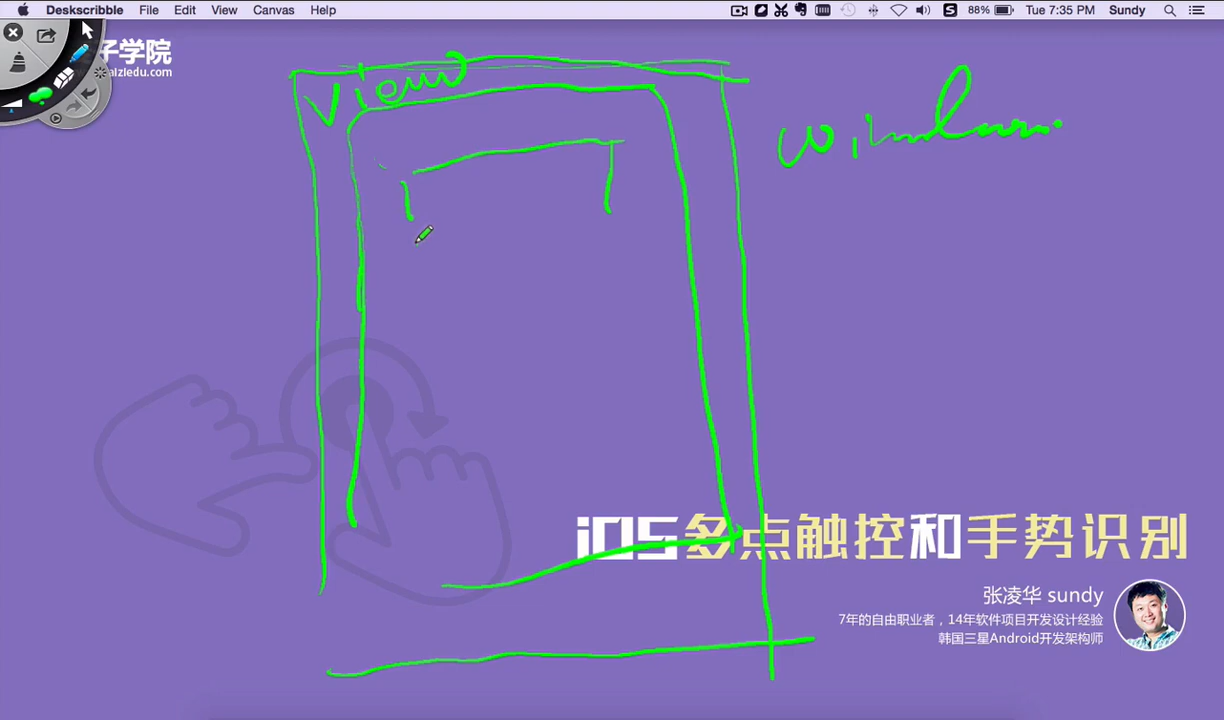 Deskscribble File Edit View Canvas Help 88% Tue 7:35 PM Sundy
子学院
aizledu.com
View
window
iOS多点触控和手势识别
张凌华 sundy
7年的自由职业者，14年软件项目开发设计经验
韩国三星Android开发架构师